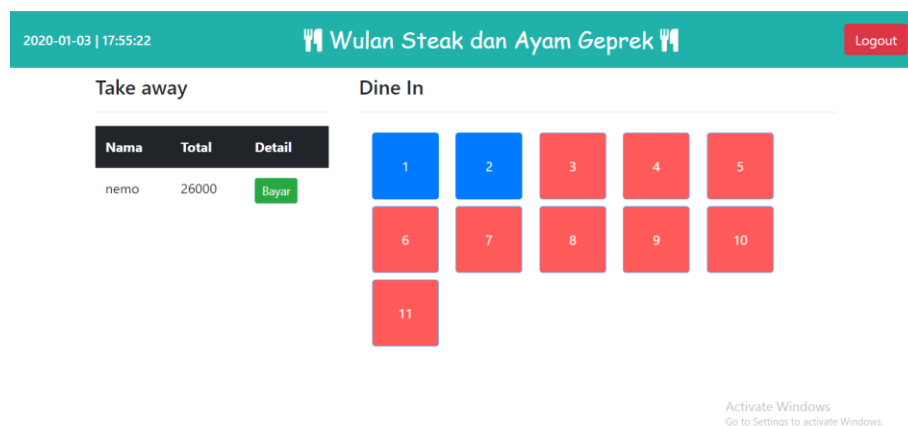 2020-01-03 | 17:55:22
Wulan Steak dan Ayam Geprek
Logout
Take away
Nama Total Detail
nemo 26000 Bayar
Dine In
1 2 3 4 5
6 7 8 9 10
11
Activate Windows
Go to Settings to activate Windows.